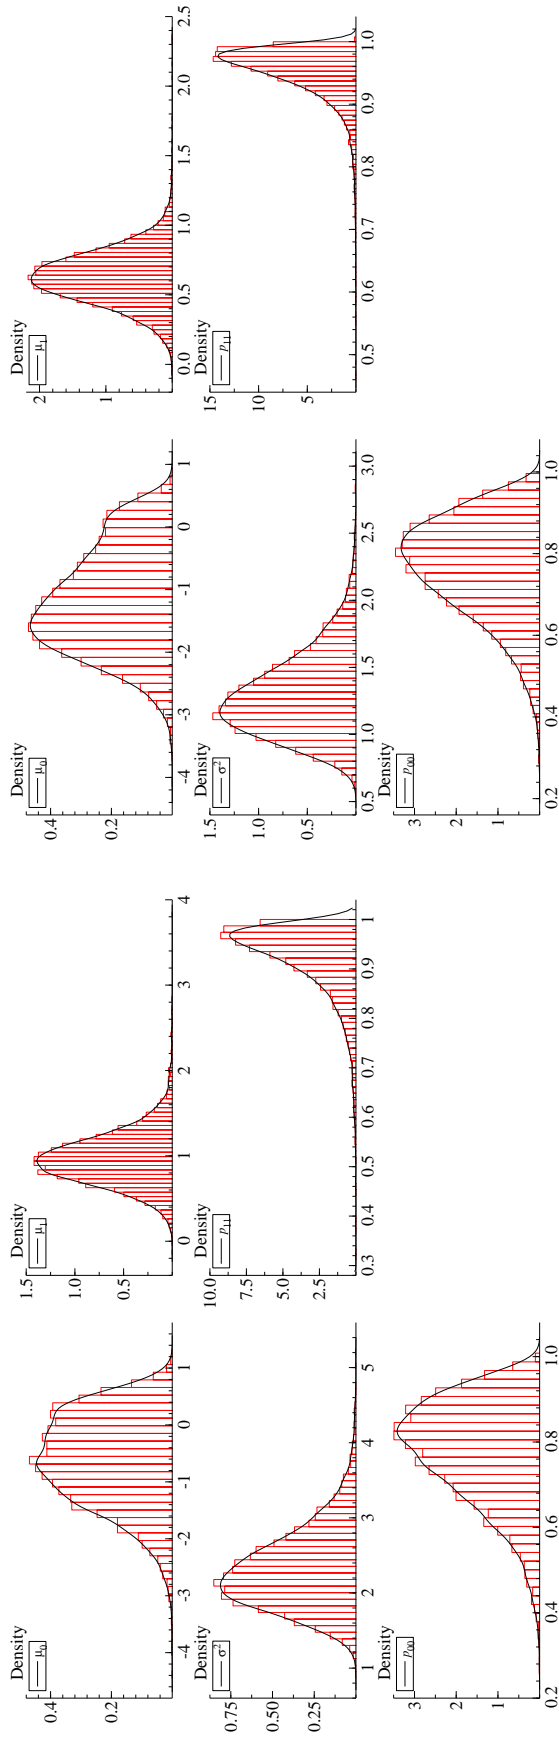 Density
μ₀
0.4
0.2
-4 -3 -2 -1 0 1
Density
μ₁
1.5
1.0
0.5
0 1 2 3 4
Density
μ₀
0.4
0.2
-4 -3 -2 -1 0 1
Density
μ₁
2
1
0.0 0.5 1.0 1.5 2.0 2.5
Density
σ²
0.75
0.50
0.25
1 2 3 4 5
Density
p₁₁
10.0
7.5
5.0
2.5
0.3 0.4 0.5 0.6 0.7 0.8 0.9 1
Density
σ²
1.5
1.0
0.5
0.5 1.0 1.5 2.0 2.5 3.0
Density
p₁₁
15
10
5
0.5 0.6 0.7 0.8 0.9 1.0
Density
p₀₀
3
2
1
0.2 0.4 0.6 0.8 1.0
Density
p₀₀
3
2
1
0.2 0.4 0.6 0.8 1.0